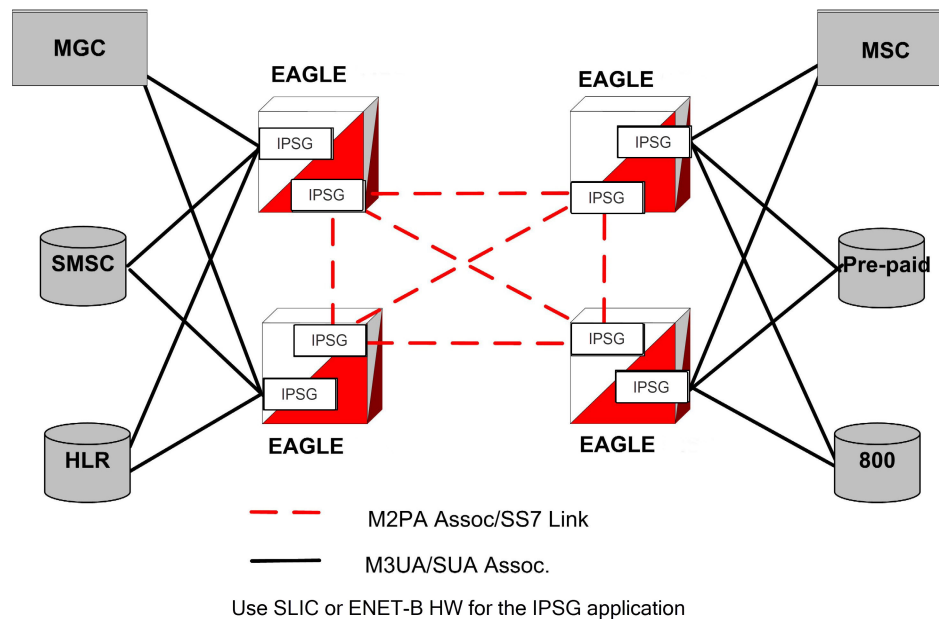 MGC
MSC
EAGLE
EAGLE
IPSG
IPSG
IPSG
IPSG
SMSC
Pre-paid
IPSG
IPSG
IPSG
IPSG
EAGLE
EAGLE
HLR
800
M2PA Assoc/SS7 Link
M3UA/SUA Assoc.
Use SLIC or ENET-B HW for the IPSG application